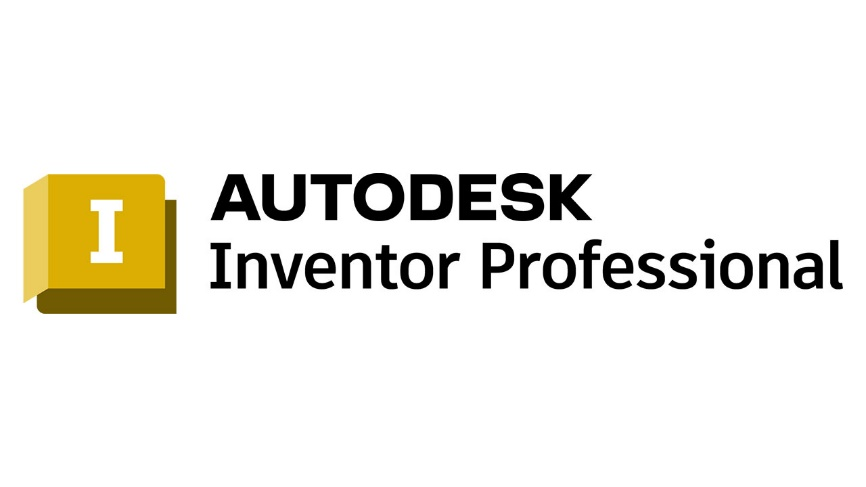 I
AUTODESK
Inventor Professional